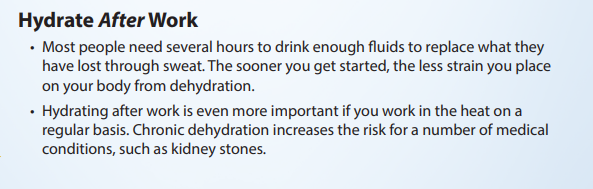 Hydrate After Work
• Most people need several hours to drink enough fluids to replace what they
have lost through sweat. The sooner you get started, the less strain you place
on your body from dehydration.
• Hydrating after work is even more important if you work in the heat on a
regular basis. Chronic dehydration increases the risk for a number of medical
conditions, such as kidney stones.